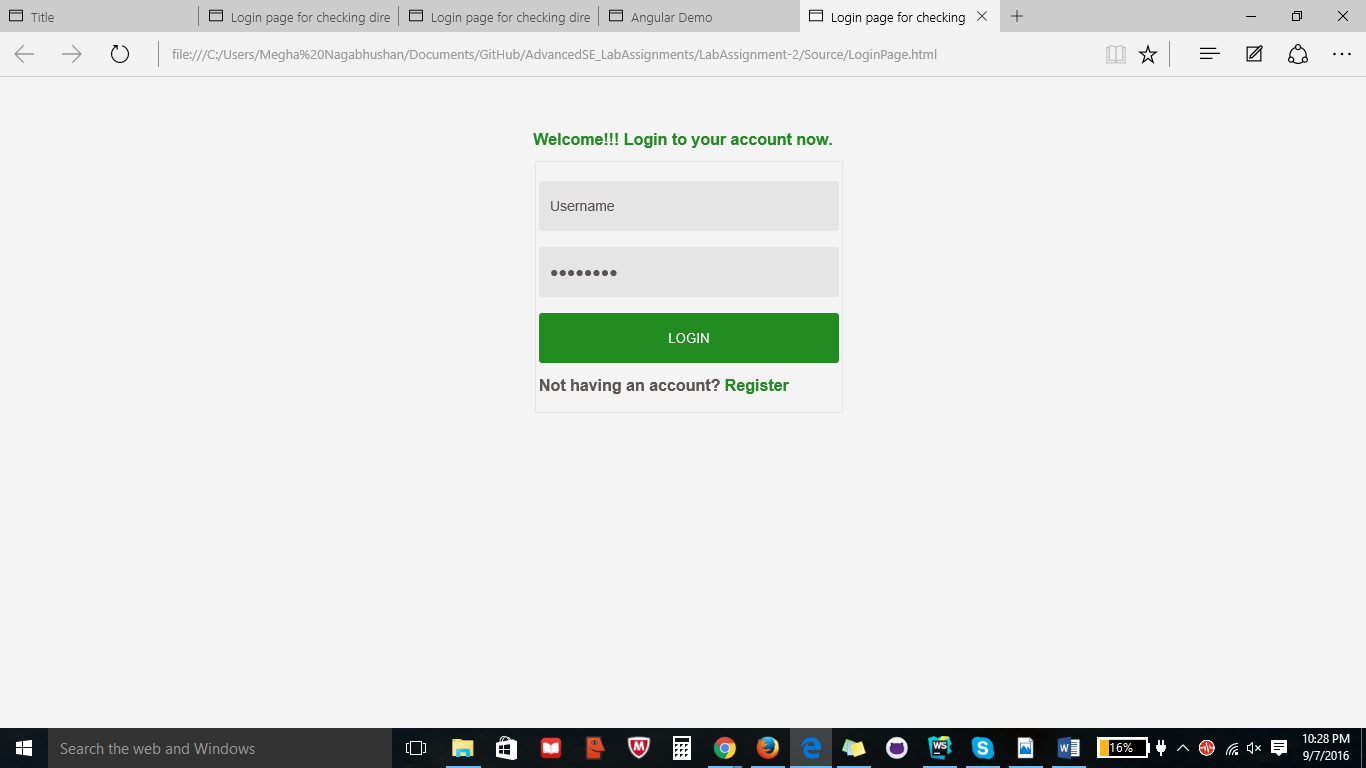 Title
Login page for checking dire
Login page for checking dire
Angular Demo
Login page for checking
file:///C:/Users/Megha%20Nagabhushan/Documents/GitHub/AdvancedSE_LabAssignments/LabAssignment-2/Source/LoginPage.html
Welcome!!! Login to your account now.
Username
••••••••
LOGIN
Not having an account? Register
Search the web and Windows
WS
16%
10:28 PM
9/7/2016